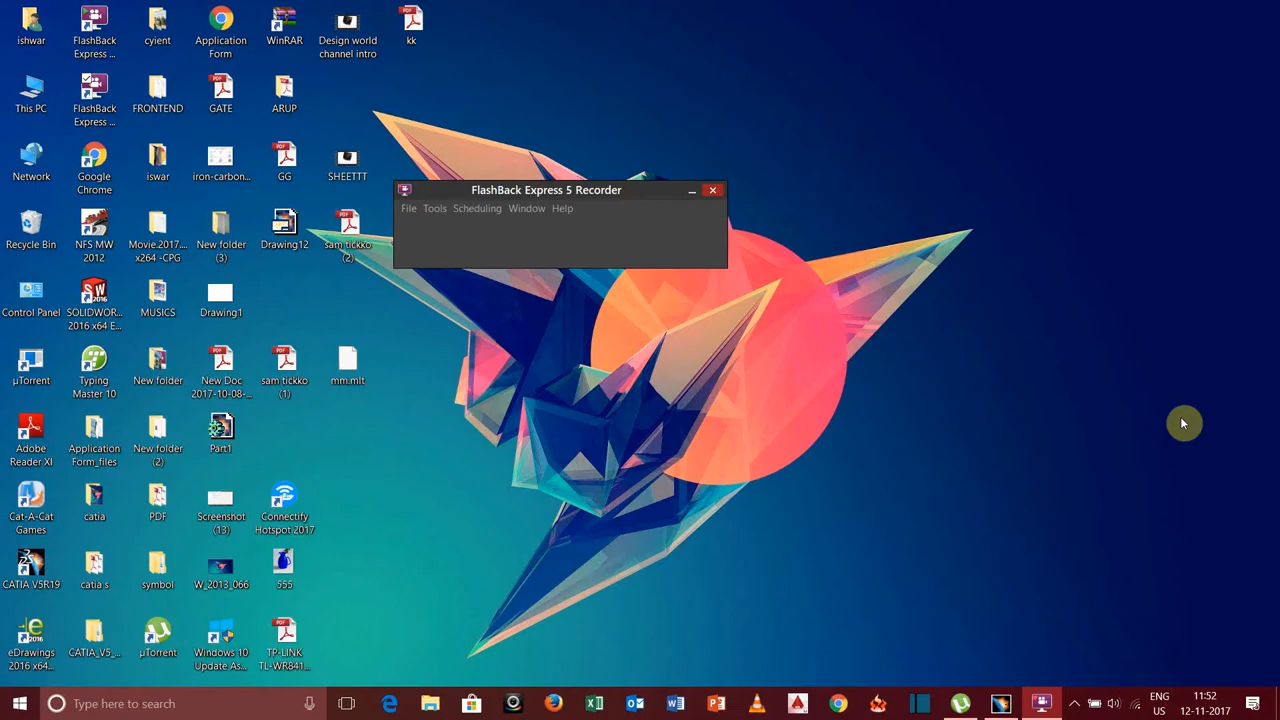 ishwar
FlashBack
Express ...
cyient
Application
Form
WinRAR
Design world
channel intro
kk
This PC
FlashBack
Express ...
FRONTEND
GATE
ARUP
Network
Google
Chrome
iswar
iron-carbon...
GG
SHEETTT
Recycle Bin
NFS MW
2012
Movie.2017....
x264 -CPG
New folder
(3)
Drawing12
sam tickko
(2)
Control Panel
SOLIDWOR...
2016 x64 E...
MUSICS
Drawing1
µTorrent
Typing
Master 10
New folder
New Doc
2017-10-08-...
sam tickko
(1)
mm.mlt
Adobe
Reader XI
Application
Form_files
New folder
(2)
Part1
Cat-A-Cat
Games
catia
PDF
Screenshot
(13)
Connectify
Hotspot 2017
CATIA V5R19
catia s
symbol
W_2013_066
555
eDrawings
2016 x64...
CATIA_V5_...
µTorrent
Windows 10
Update As...
TP-LINK
TL-WR841...
FlashBack Express 5 Recorder
File Tools Scheduling Window Help
Type here to search
ENG
US
11:52
12-11-2017